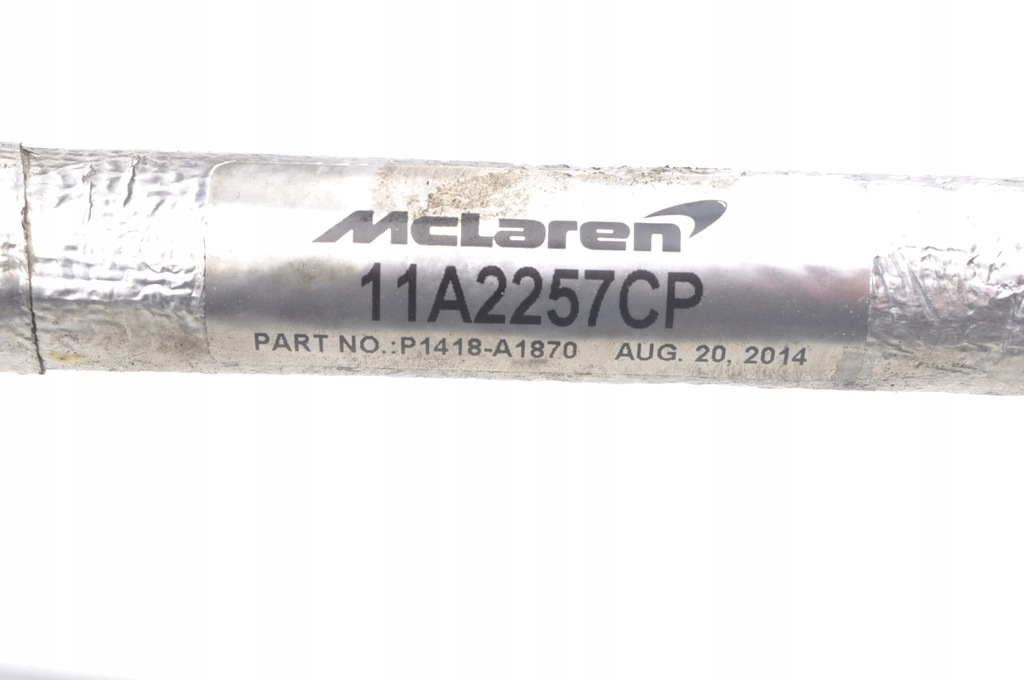 McLaren
11A2257CP
PART NO.:P1418-A1870 AUG. 20, 2014